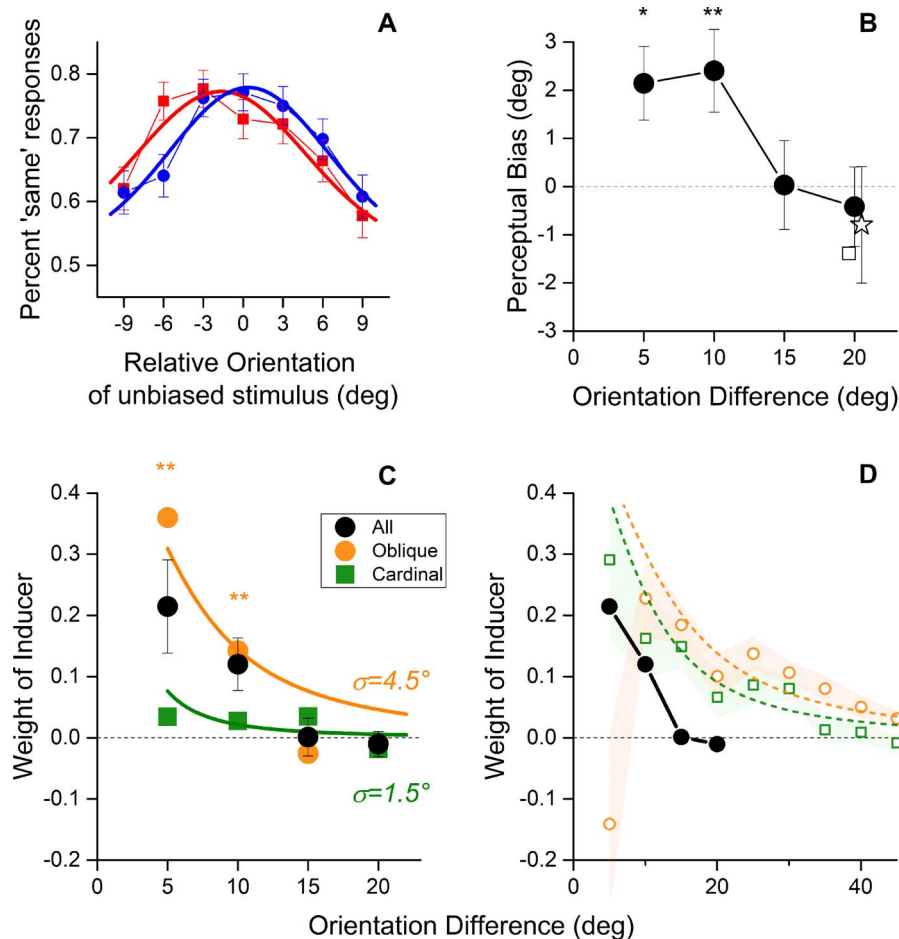 A
Percent 'same' responses
0.8
0.7
0.6
0.5
-9 -6 -3 0 3 6 9
Relative Orientation
of unbiased stimulus (deg)
* **
B
Perceptual Bias (deg)
3
2
1
0
-1
-2
-3
0 5 10 15 20
Orientation Difference (deg)
C
**
**
All
Oblique
Cardinal
Weight of Inducer
0.4
0.3
0.2
0.1
0.0
-0.1
-0.2
σ=4.5°
σ=1.5°
0 5 10 15 20
D
Weight of Inducer
0.4
0.3
0.2
0.1
0.0
-0.1
-0.2
0 20 40
Orientation Difference (deg)